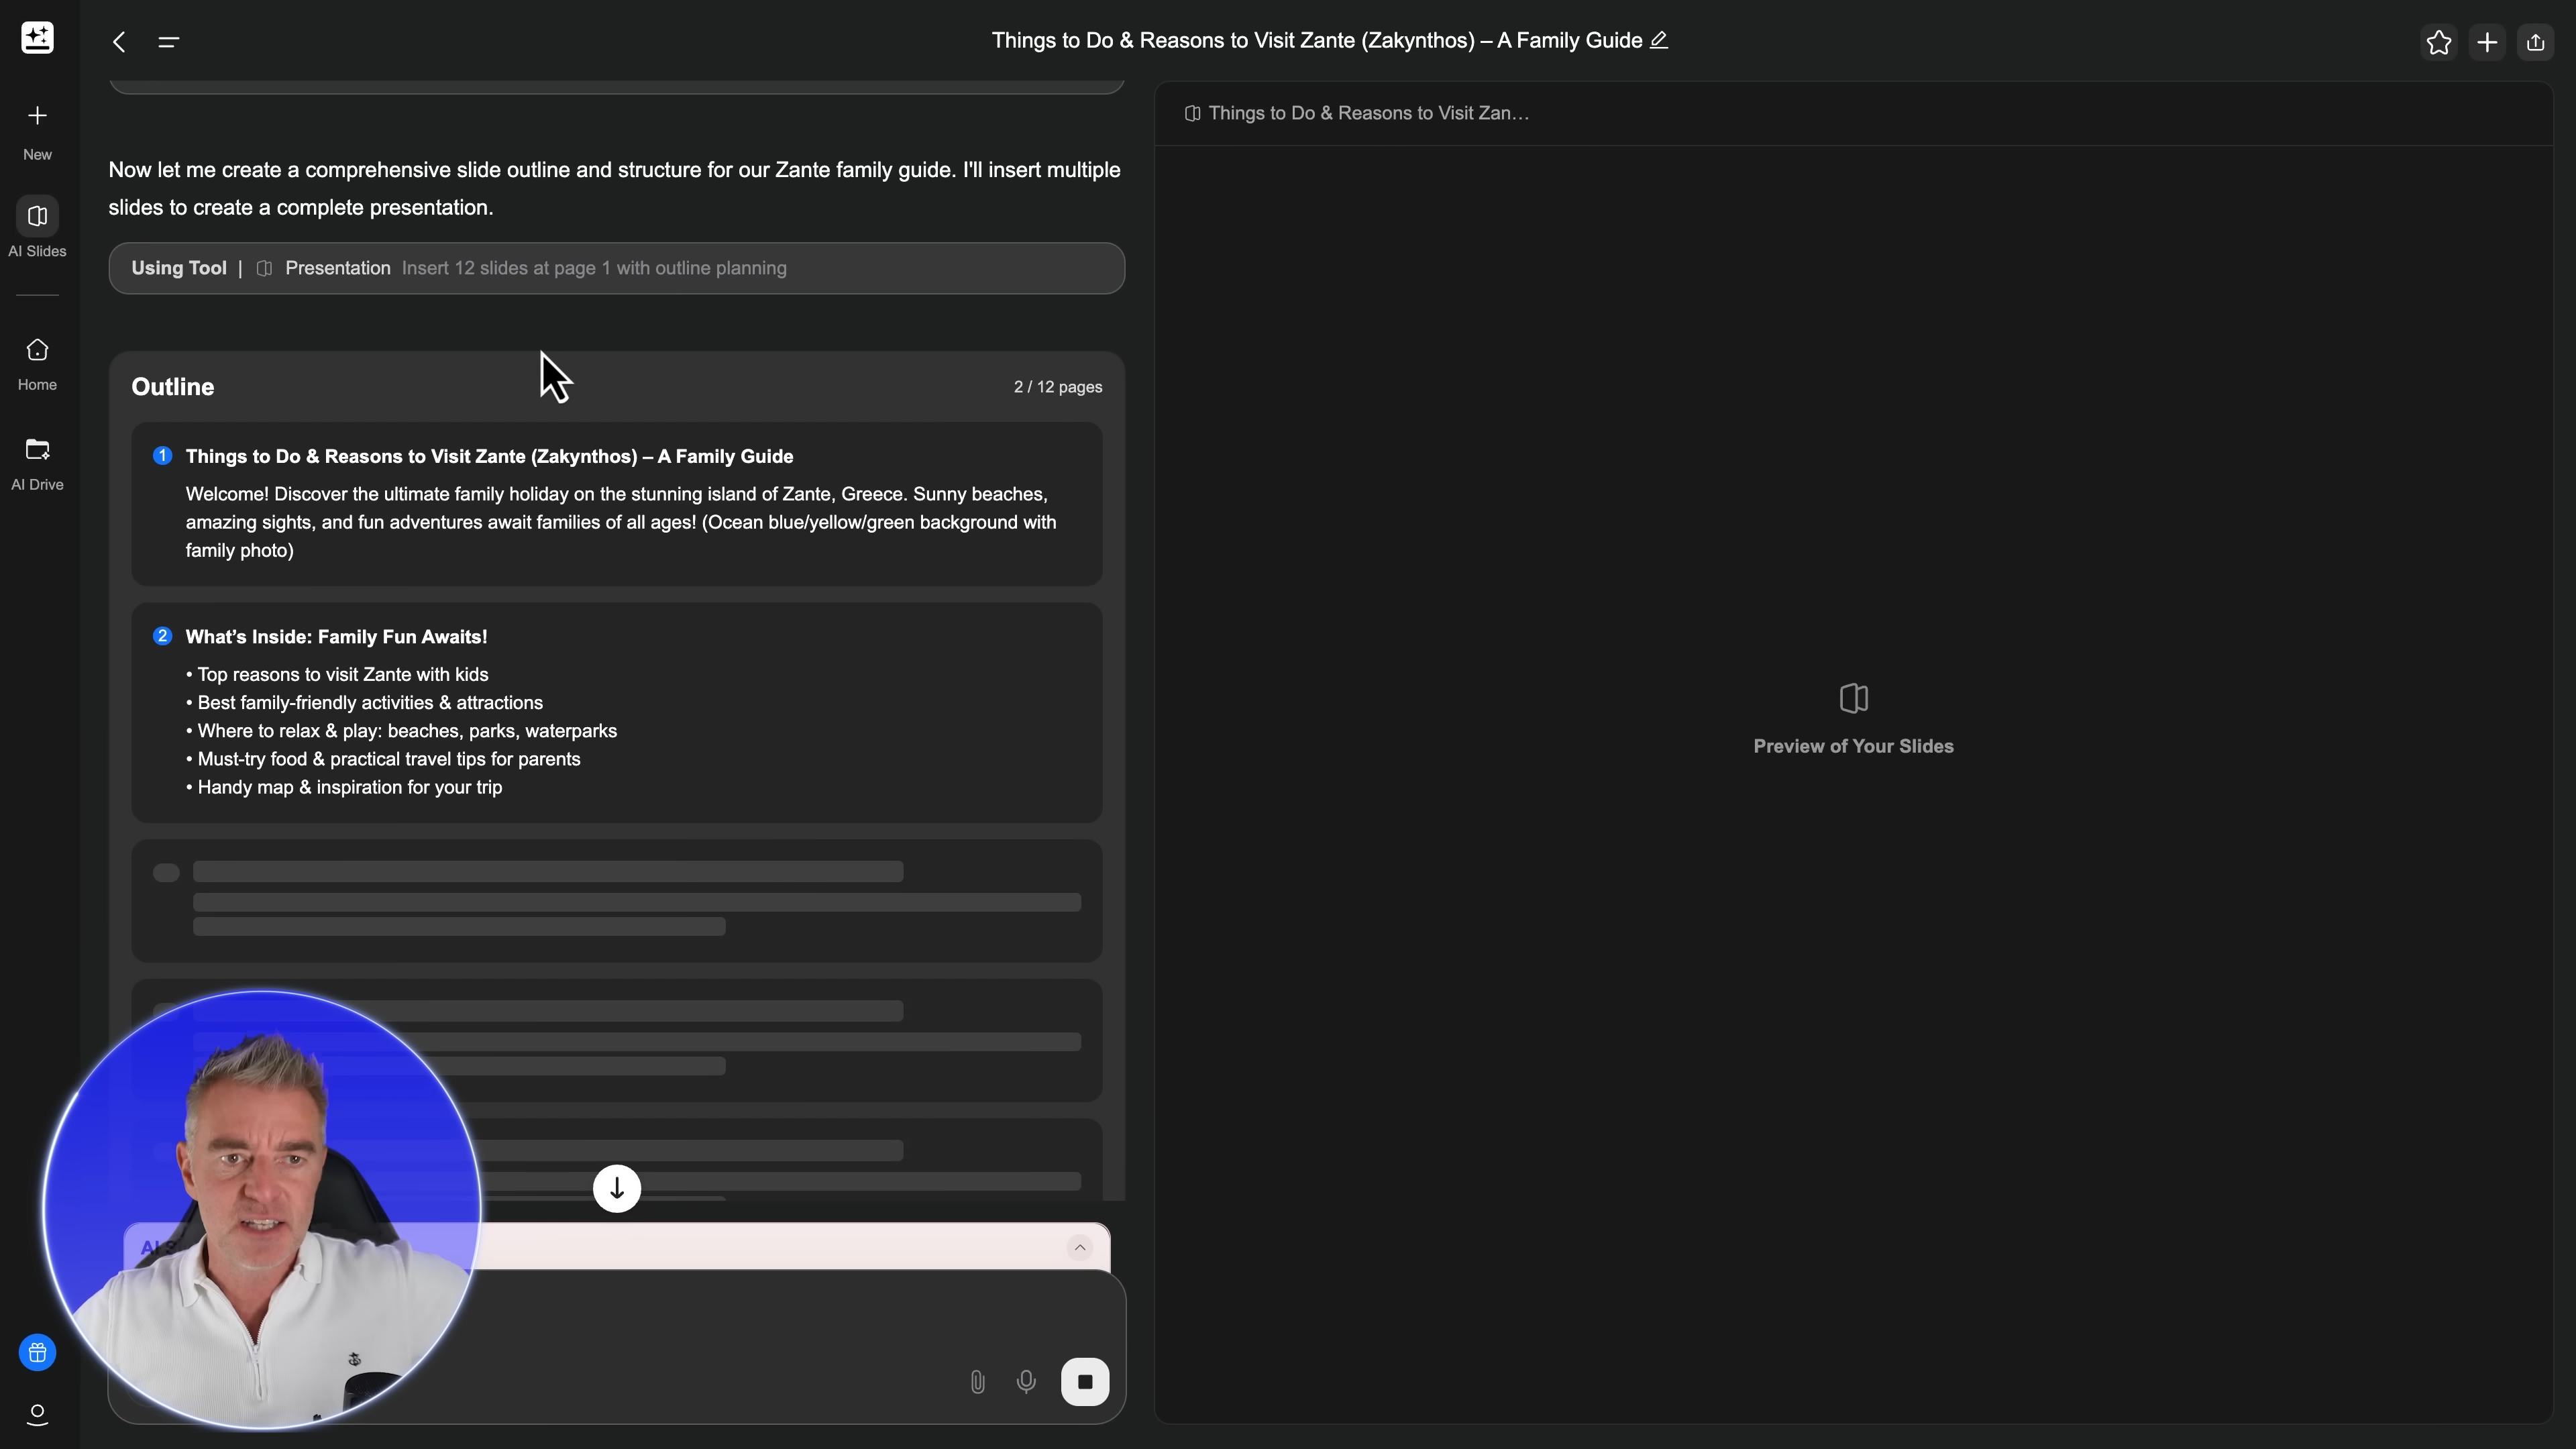 Things to Do & Reasons to Visit Zante (Zakynthos) – A Family Guide
New
AI Slides
Home
AI Drive
Now let me create a comprehensive slide outline and structure for our Zante family guide. I'll insert multiple
slides to create a complete presentation.
Using Tool | Presentation Insert 12 slides at page 1 with outline planning
Outline
2 / 12 pages
1 Things to Do & Reasons to Visit Zante (Zakynthos) – A Family Guide
Welcome! Discover the ultimate family holiday on the stunning island of Zante, Greece. Sunny beaches,
amazing sights, and fun adventures await families of all ages! (Ocean blue/yellow/green background with
family photo)
2 What’s Inside: Family Fun Awaits!
• Top reasons to visit Zante with kids
• Best family-friendly activities & attractions
• Where to relax & play: beaches, parks, waterparks
• Must-try food & practical travel tips for parents
• Handy map & inspiration for your trip
AI
Things to Do & Reasons to Visit Zan…
Preview of Your Slides